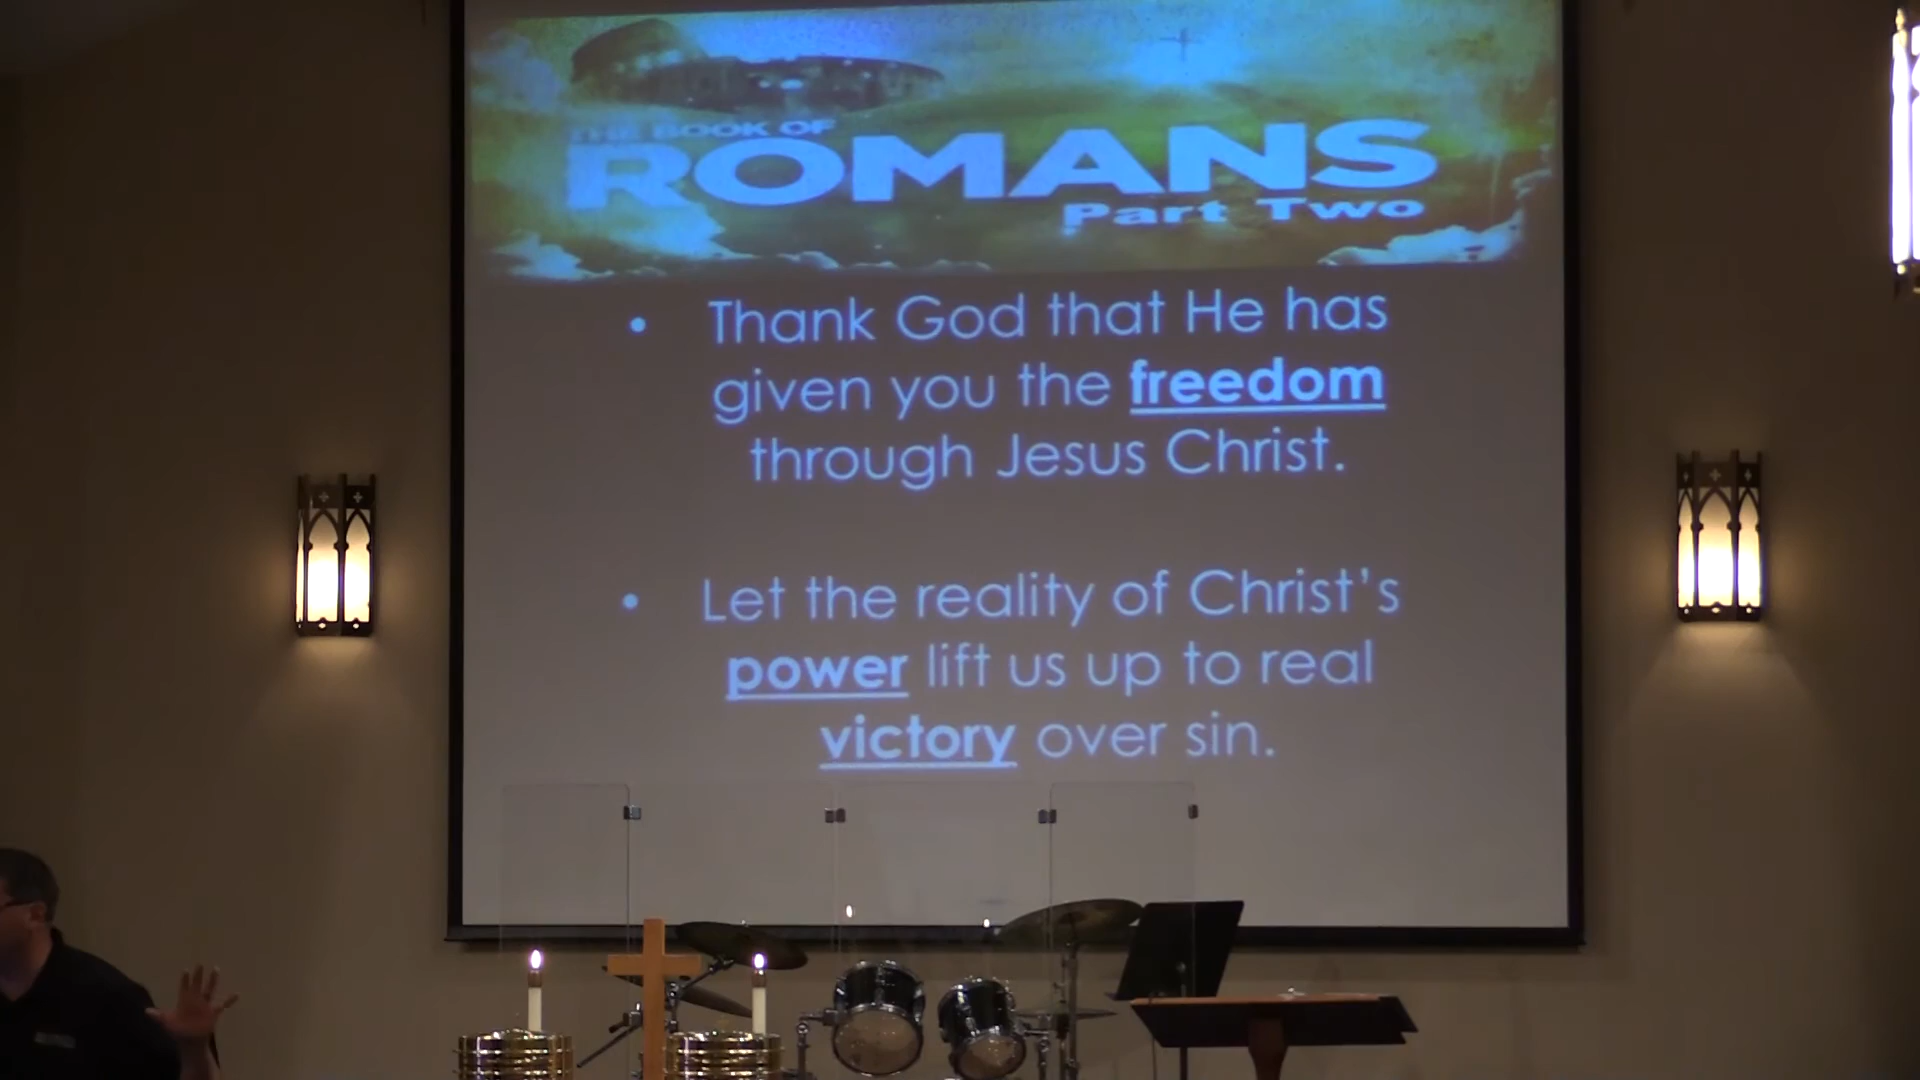 THE BOOK OF
ROMANS
Part Two
• Thank God that He has
given you the freedom
through Jesus Christ.
• Let the reality of Christ's
power lift us up to real
victory over sin.